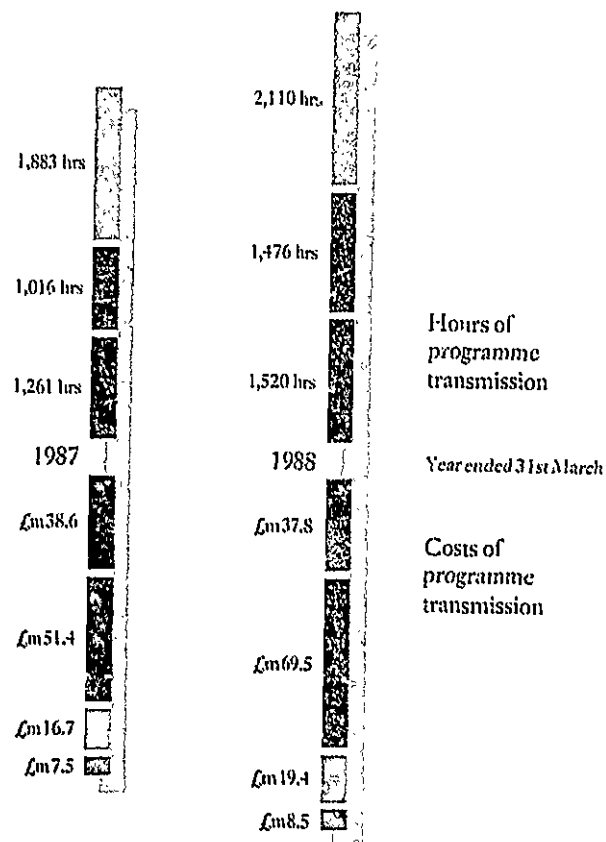 1,883 hrs
1,016 hrs
1,261 hrs
1987
£m38.6
£m51.4
£m16.7
£m7.5
2,110 hrs
1,476 hrs
1,520 hrs
1988
£m37.8
£m69.5
£m19.4
£m8.5
Hours of
programme
transmission
Year ended 31st March
Costs of
programme
transmission